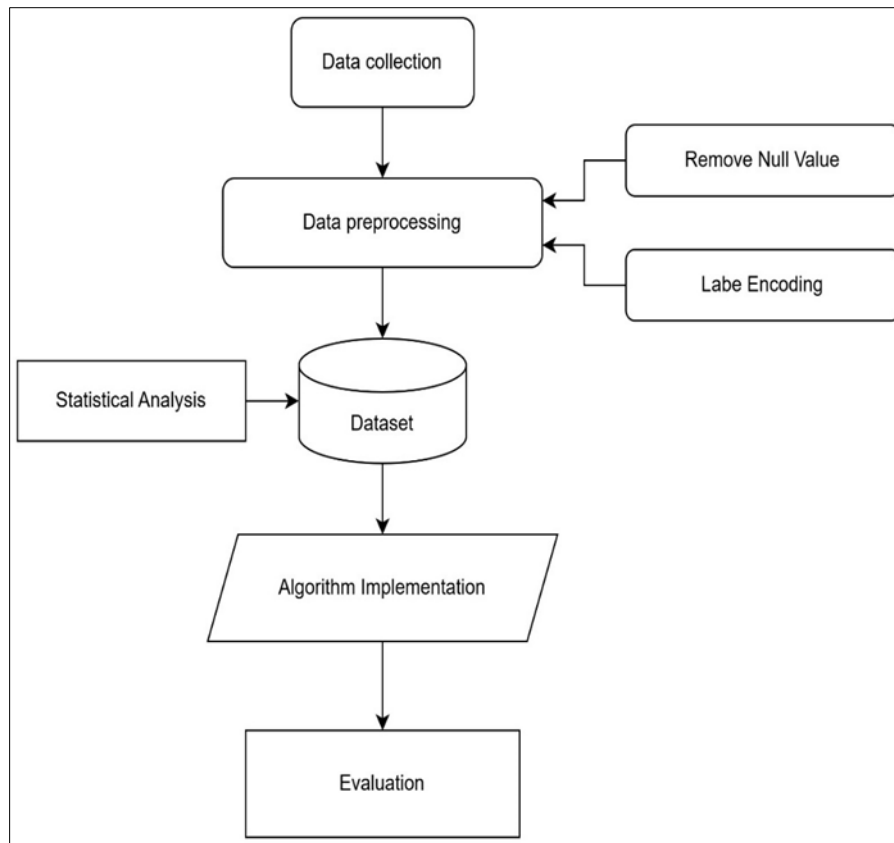 Data collection
Remove Null Value
Data preprocessing
Labe Encoding
Statistical Analysis
Dataset
Algorithm Implementation
Evaluation